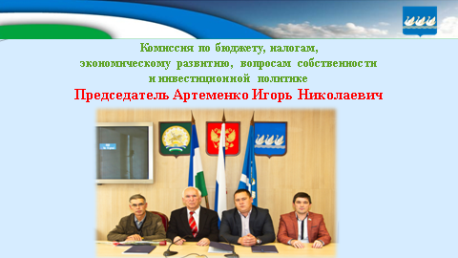 Комиссия по бюджету, налогам,
экономическому развитию, вопросам собственности
и инвестиционной политике
Председатель Артеменко Игорь Николаевич